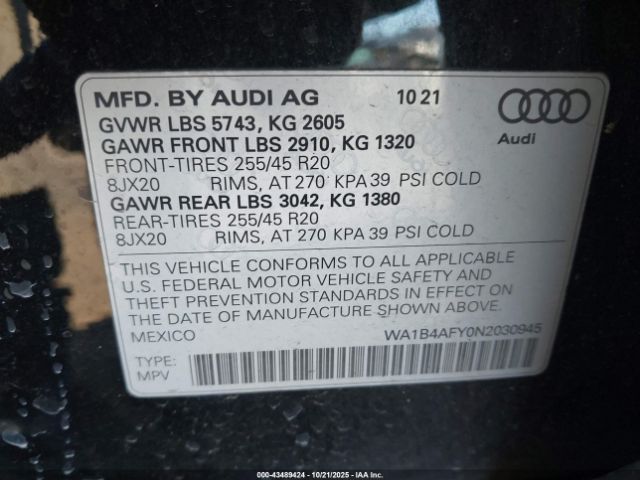 MFD. BY AUDI AG 10 21
GVWR LBS 5743, KG 2605
GAWR FRONT LBS 2910, KG 1320
FRONT-TIRES 255/45 R20
8JX20 RIMS, AT 270 KPA 39 PSI COLD
GAWR REAR LBS 3042, KG 1380
REAR-TIRES 255/45 R20
8JX20 RIMS, AT 270 KPA 39 PSI COLD
Audi
THIS VEHICLE CONFORMS TO ALL APPLICABLE
U.S. FEDERAL MOTOR VEHICLE SAFETY AND
THEFT PREVENTION STANDARDS IN EFFECT ON
THE DATE OF MANUFACTURE SHOWN ABOVE.
MEXICO WA1B4AFY0N2030945
TYPE:
MPV
© 43489424 - 10/21/2025 - IAA Inc.